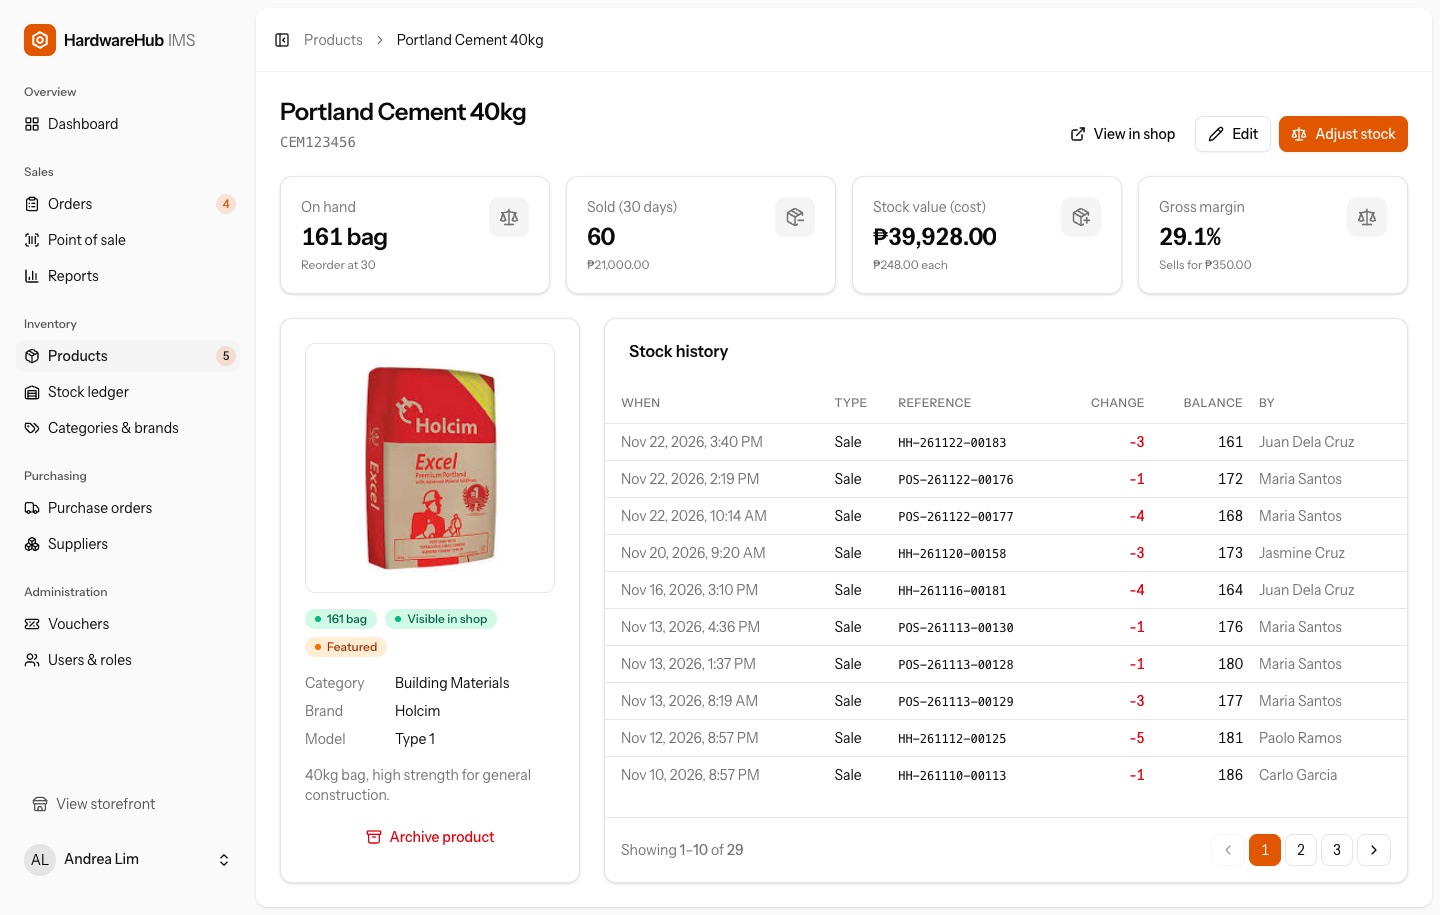 HardwareHub IMS
Overview
Dashboard
Sales
Orders 4
Point of sale
Reports
Inventory
Products 5
Stock ledger
Categories & brands
Purchasing
Purchase orders
Suppliers
Administration
Vouchers
Users & roles
View storefront
AL Andrea Lim
Products > Portland Cement 40kg
Portland Cement 40kg
CEM123456
View in shop Edit Adjust stock
On hand
161 bag
Reorder at 30
Sold (30 days)
60
₱21,000.00
Stock value (cost)
₱39,928.00
₱248.00 each
Gross margin
29.1%
Sells for ₱350.00
Holcim
Excel
Premium Portland
Excel
161 bag Visible in shop
Featured
Category Building Materials
Brand Holcim
Model Type 1
40kg bag, high strength for general
construction.
Archive product
Stock history
WHEN TYPE REFERENCE CHANGE BALANCE BY
Nov 22, 2026, 3:40 PM Sale HH-261122-00183 -3 161 Juan Dela Cruz
Nov 22, 2026, 2:19 PM Sale POS-261122-00176 -1 172 Maria Santos
Nov 22, 2026, 10:14 AM Sale POS-261122-00177 -4 168 Maria Santos
Nov 20, 2026, 9:20 AM Sale HH-261120-00158 -3 173 Jasmine Cruz
Nov 16, 2026, 3:10 PM Sale HH-261116-00181 -4 164 Juan Dela Cruz
Nov 13, 2026, 4:36 PM Sale POS-261113-00130 -1 176 Maria Santos
Nov 13, 2026, 1:37 PM Sale POS-261113-00128 -1 180 Maria Santos
Nov 13, 2026, 8:19 AM Sale POS-261113-00129 -3 177 Maria Santos
Nov 12, 2026, 8:57 PM Sale HH-261112-00125 -5 181 Paolo Ramos
Nov 10, 2026, 8:57 PM Sale HH-261110-00113 -1 186 Carlo Garcia
Showing 1-10 of 29
1 2 3